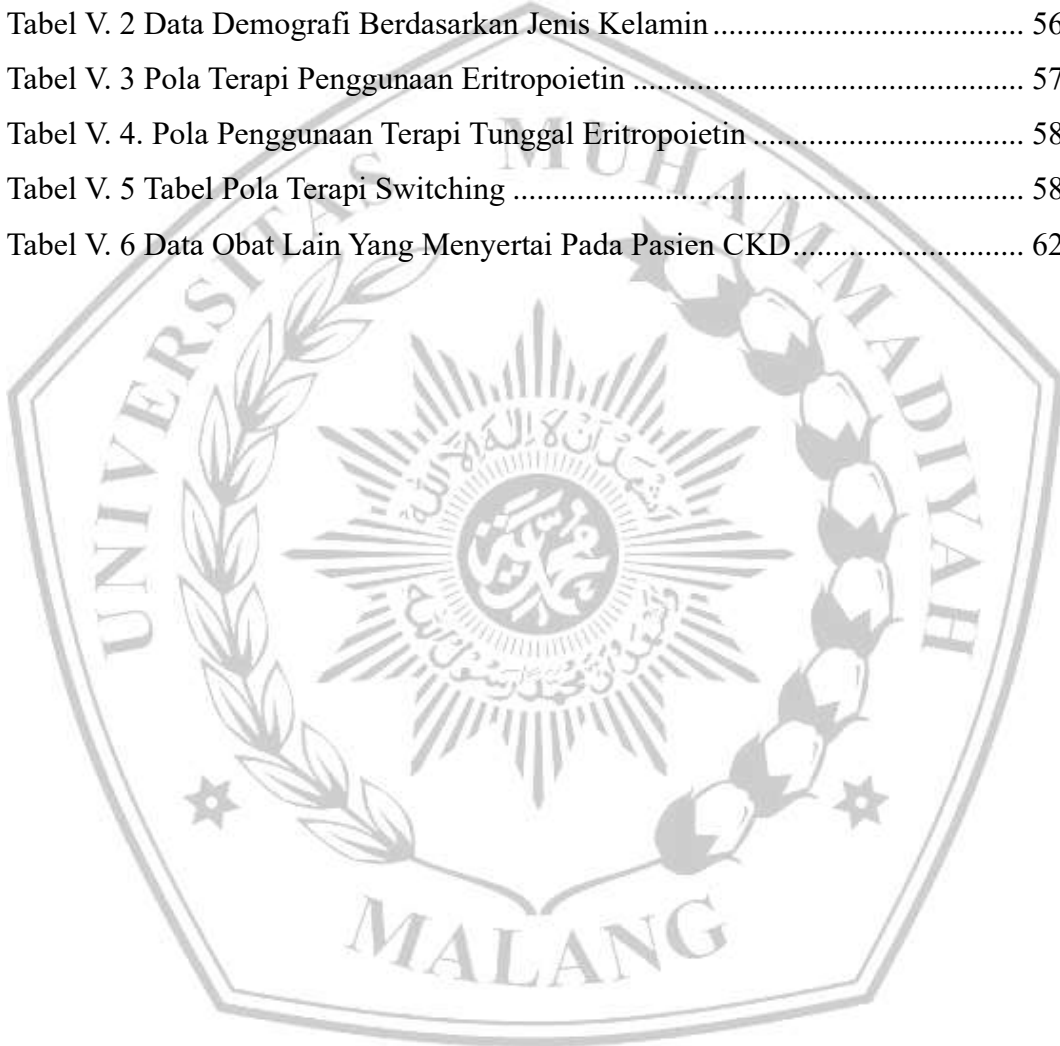 Tabel V. 2 Data Demografi Berdasarkan Jenis Kelamin .................................... 56
Tabel V. 3 Pola Terapi Penggunaan Eritropoietin ............................................. 57
Tabel V. 4. Pola Penggunaan Terapi Tunggal Eritropoietin ............................... 58
Tabel V. 5 Tabel Pola Terapi Switching ........................................................... 58
Tabel V. 6 Data Obat Lain Yang Menyertai Pada Pasien CKD.......................... 62
UNIVERSITAS MUHAMMADIYAH
MALANG